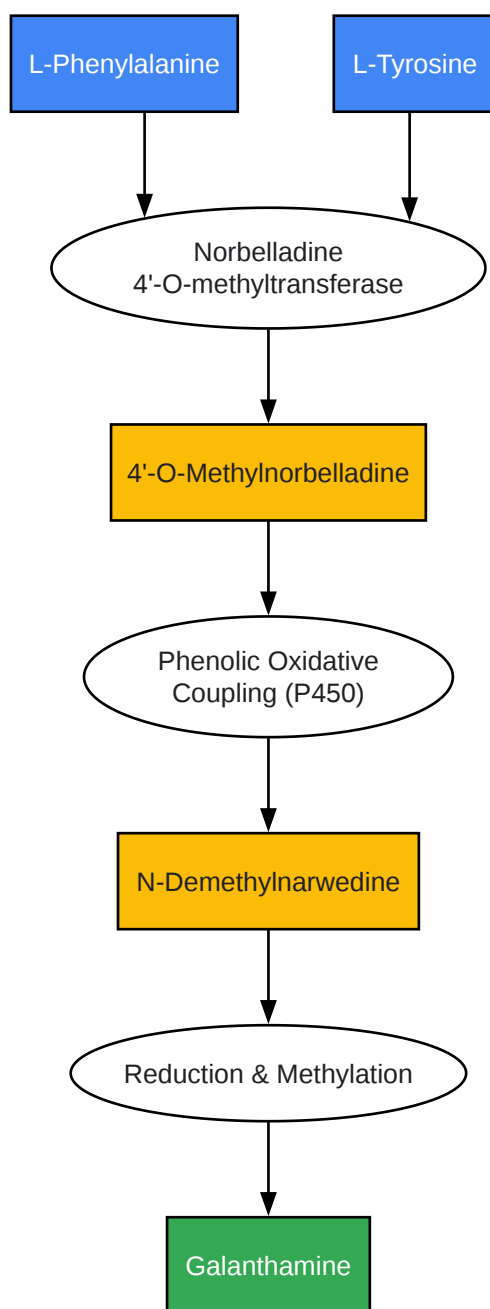 L-Phenylalanine
L-Tyrosine
Norbelladine
4'-O-methyltransferase
4'-O-Methylnorbelladine
Phenolic Oxidative
Coupling (P450)
N-Demethylnarwedine
Reduction & Methylation
Galanthamine